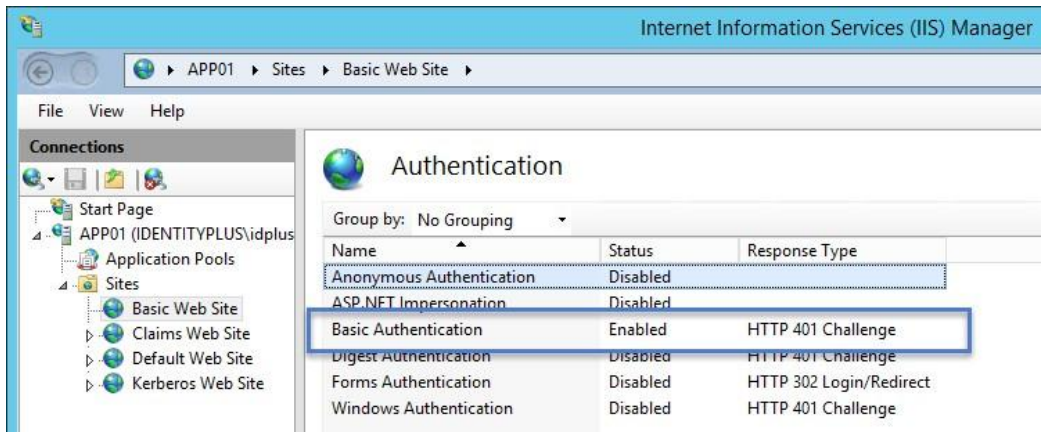 Internet Information Services (IIS) Manager
APP01 Sites Basic Web Site
File View Help
Connections
Start Page
APP01 (IDENTITYPLUS\idplus
Application Pools
Sites
Basic Web Site
Claims Web Site
Default Web Site
Kerberos Web Site
Authentication
Group by: No Grouping
Name Status Response Type
Anonymous Authentication Disabled
ASP.NET Impersonation Disabled
Basic Authentication Enabled HTTP 401 Challenge
Digest Authentication Disabled HTTP 401 Challenge
Forms Authentication Disabled HTTP 302 Login/Redirect
Windows Authentication Disabled HTTP 401 Challenge